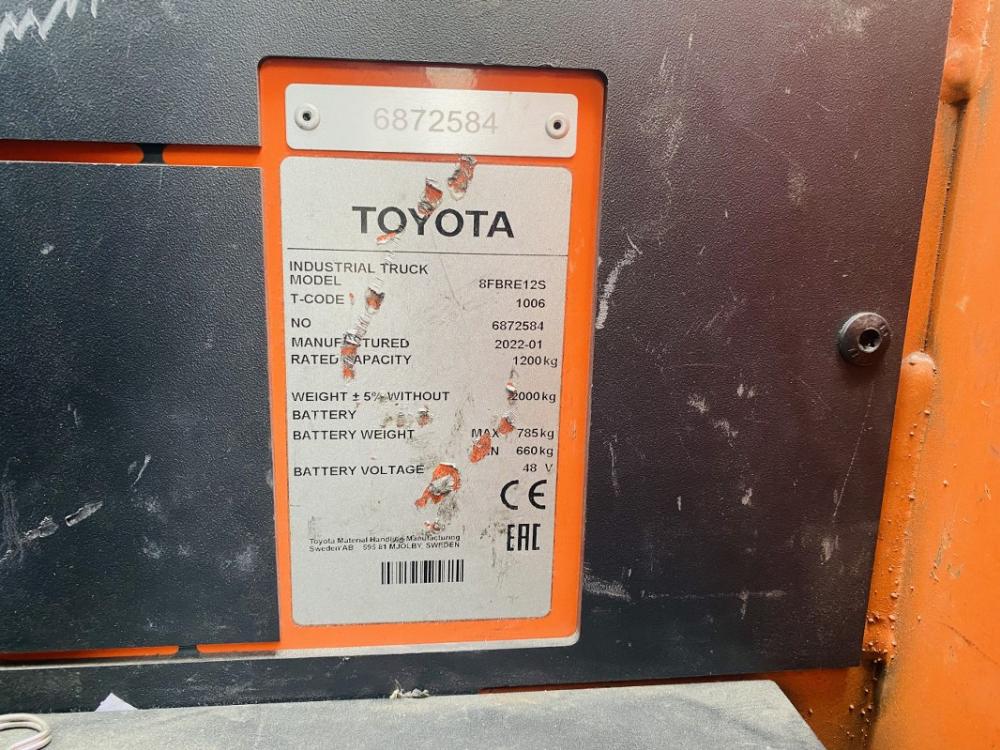 6872584
TOYOTA
INDUSTRIAL TRUCK
MODEL 8FBRE12S
T-CODE 1006
NO 6872584
MANUFACTURED 2022-01
RATED CAPACITY 1200kg
WEIGHT ± 5% WITHOUT 2000kg
BATTERY
BATTERY WEIGHT MAX 785kg
MIN 660kg
BATTERY VOLTAGE 48 V
CE
EAC
Toyota Material Handling Manufacturing
Sweden AB 595 81 MJÖLBY, SWEDEN